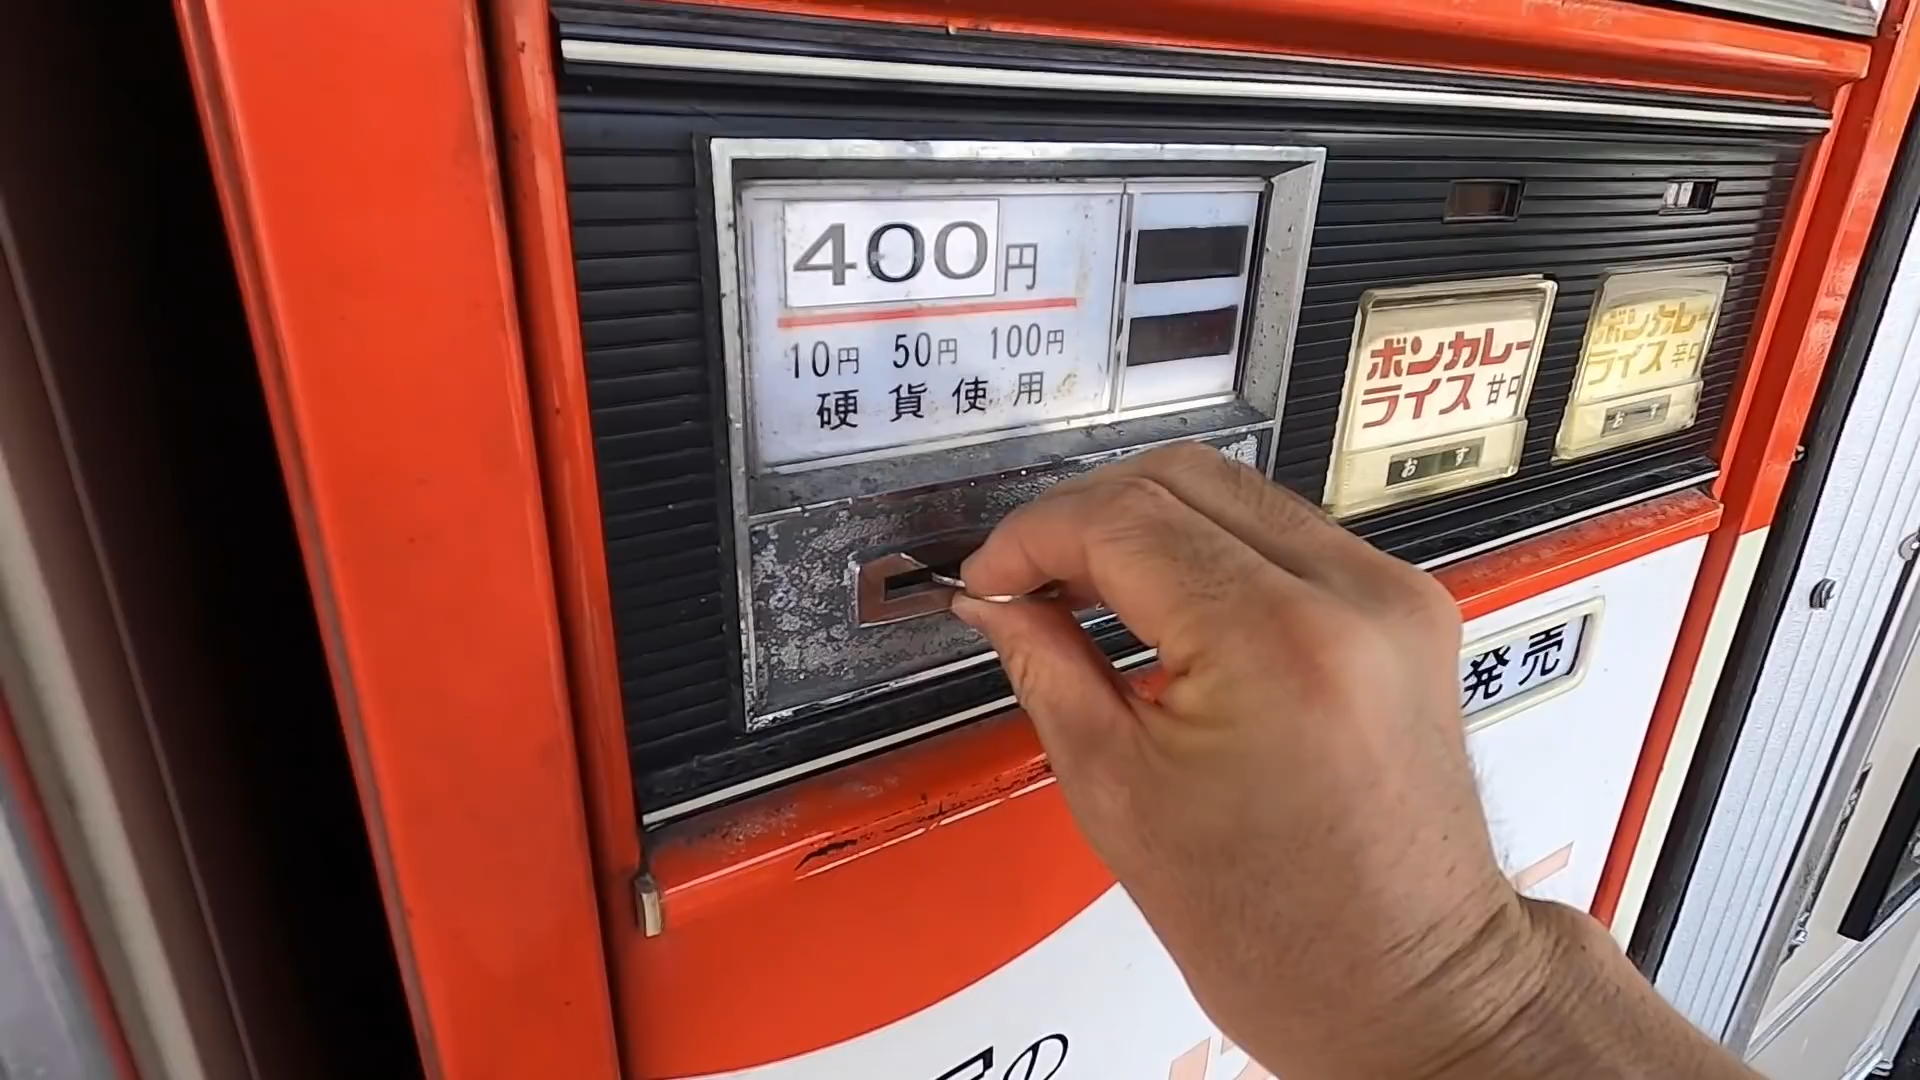 400円
10円 50円 100円
硬貨使用
ボンカレー
ライス 甘口
おす
ボンカレー
ライス 辛口
おす
発売
の